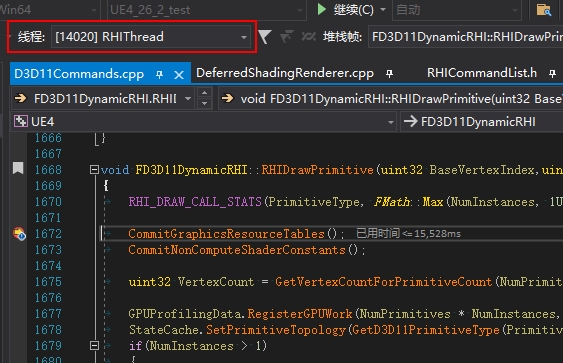 Win64 UE4_26_2_test 继续(C) 自动
线程: [14020] RHIThread 堆栈帧: FD3D11DynamicRHI::RHIDrawPrim
D3D11Commands.cpp DeferredShadingRenderer.cpp RHICommandList.h
FD3D11DynamicRHI.RHI void FD3D11DynamicRHI::RHIDrawPrimitive(uint32 BaseV
UE4 FD3D11DynamicRHI
1666 }
1667
1668 void FD3D11DynamicRHI::RHIDrawPrimitive(uint32 BaseVertexIndex,uin
1669 {
1670 RHI_DRAW_CALL_STATS(PrimitiveType, FMath::Max(NumInstances, 1U
1671
1672 CommitGraphicsResourceTables(); 已用时间<=15,528ms
1673 CommitNonComputeShaderConstants();
1674
1675 uint32 VertexCount = GetVertexCountForPrimitiveCount(NumPrimit
1676
1677 GPUProfilingData.RegisterGPUWork(NumPrimitives * NumInstances,
1678 StateCache.SetPrimitiveTopology(GetD3D11PrimitiveType(Primitiv
1679 if(NumInstances > 1)
1680 {